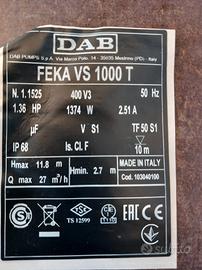 DAB
DAB PUMPS S.p.A. Via Marco Polo, 14 - 35035 Mestrino (PD) - Italy
FEKA VS 1000 T
N. 1.1525 400 V3 50 Hz
1.36 HP 1374 W 2.51 A
µF V S1 TF 50 S1
IP 68 Is. Cl. F 10 m
H max 11.8 m Hmin. 2.7 m MADE IN ITALY
Q max 27 m³/h Cod. 103040100
TS 12599
subito